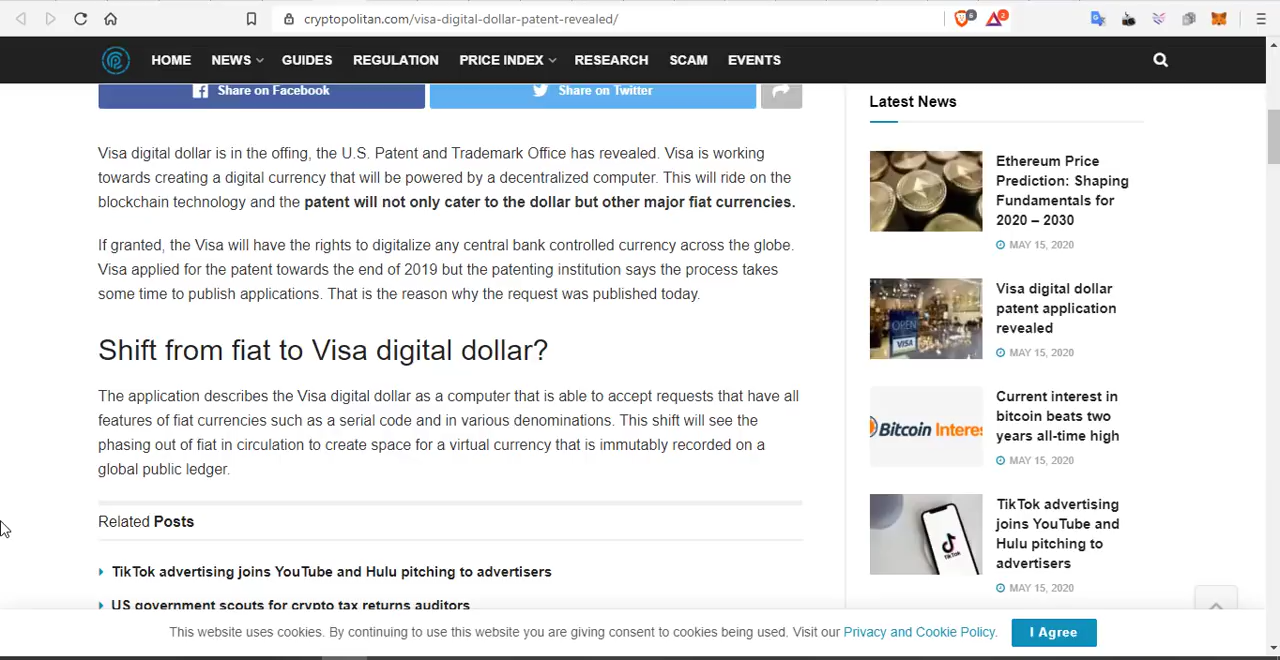 cryptopolitan.com/visa-digital-dollar-patent-revealed/
6
2
HOME NEWS GUIDES REGULATION PRICE INDEX RESEARCH SCAM EVENTS
Share on Facebook
Share on Twitter
Visa digital dollar is in the offing, the U.S. Patent and Trademark Office has revealed. Visa is working
towards creating a digital currency that will be powered by a decentralized computer. This will ride on the
blockchain technology and the patent will not only cater to the dollar but other major fiat currencies.
If granted, the Visa will have the rights to digitalize any central bank controlled currency across the globe.
Visa applied for the patent towards the end of 2019 but the patenting institution says the process takes
some time to publish applications. That is the reason why the request was published today.
Shift from fiat to Visa digital dollar?
The application describes the Visa digital dollar as a computer that is able to accept requests that have all
features of fiat currencies such as a serial code and in various denominations. This shift will see the
phasing out of fiat in circulation to create space for a virtual currency that is immutably recorded on a
global public ledger.
Related Posts
TikTok advertising joins YouTube and Hulu pitching to advertisers
US government scouts for crypto tax returns auditors
Latest News
Ethereum Price
Prediction: Shaping
Fundamentals for
2020 – 2030
MAY 15, 2020
OPEN
VISA
Visa digital dollar
patent application
revealed
MAY 15, 2020
Bitcoin Interes
Current interest in
bitcoin beats two
years all-time high
MAY 15, 2020
TikTok
TikTok advertising
joins YouTube and
Hulu pitching to
advertisers
MAY 15, 2020
This website uses cookies. By continuing to use this website you are giving consent to cookies being used. Visit our Privacy and Cookie Policy.
I Agree